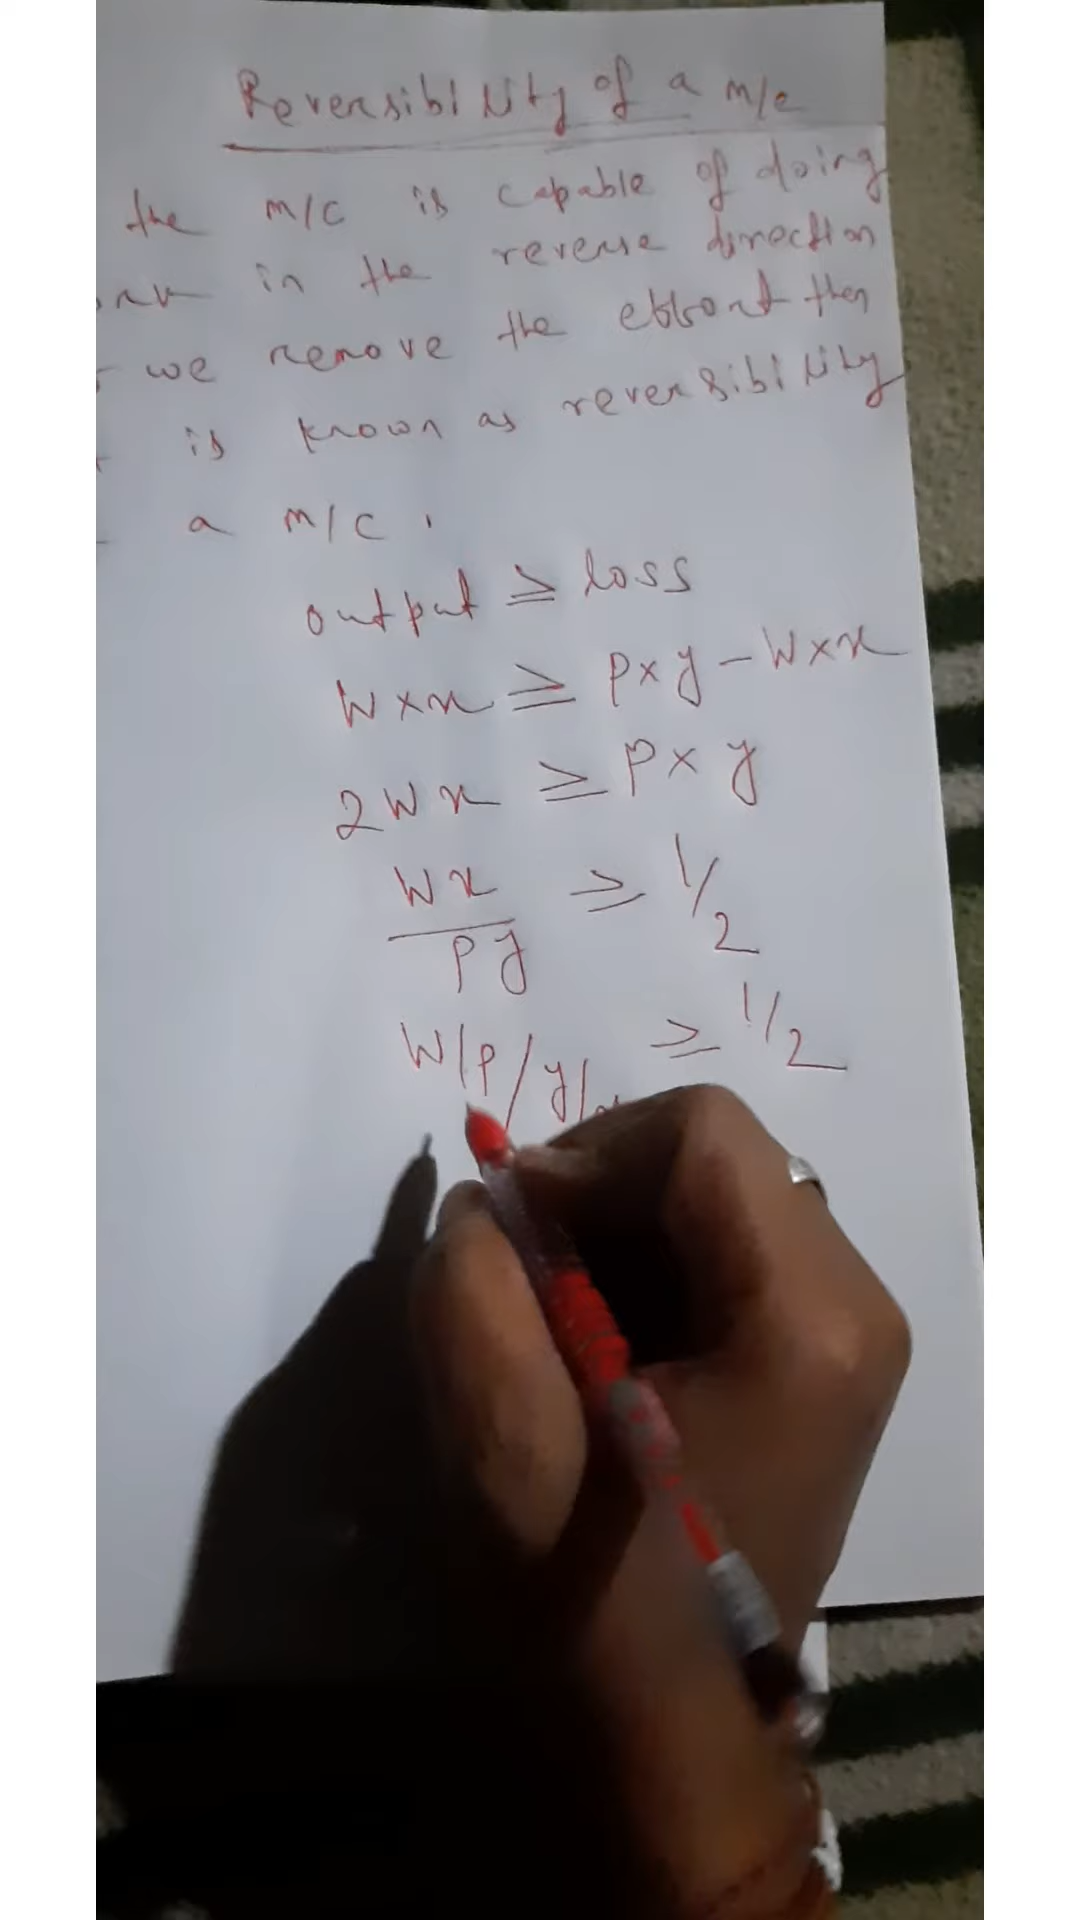 Reversibility of a m/c
the m/c is capable of doing
in the reverse direction
we remove the effort then
is known as reversibility
a m/c .
output ≥ loss
W×x ≥ P×y – W×x
2Wx ≥ P×y
Wx / Py ≥ 1/2
W/P / y/x ≥ 1/2